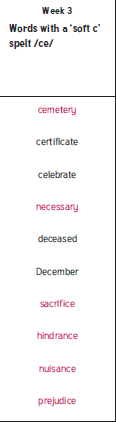 Week 3
Words with a 'soft c'
spelt /ce/
cemetery
certificate
celebrate
necessary
deceased
December
sacrifice
hindrance
nuisance
prejudice